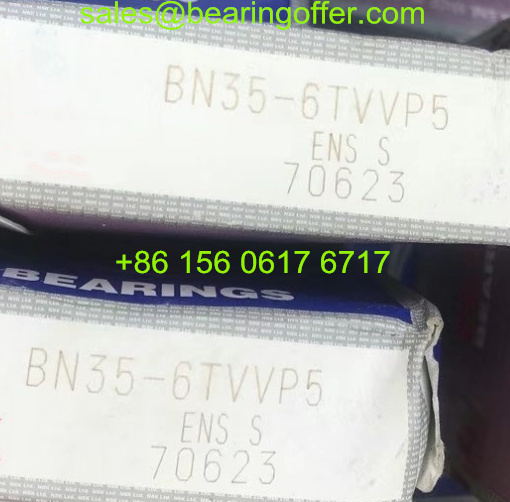 sales@bearingoffer.com
BN35-6TVVP5
ENS S
70623
+86 156 0617 6717
BEARINGS
BN35-6TVVP5
ENS S
70623